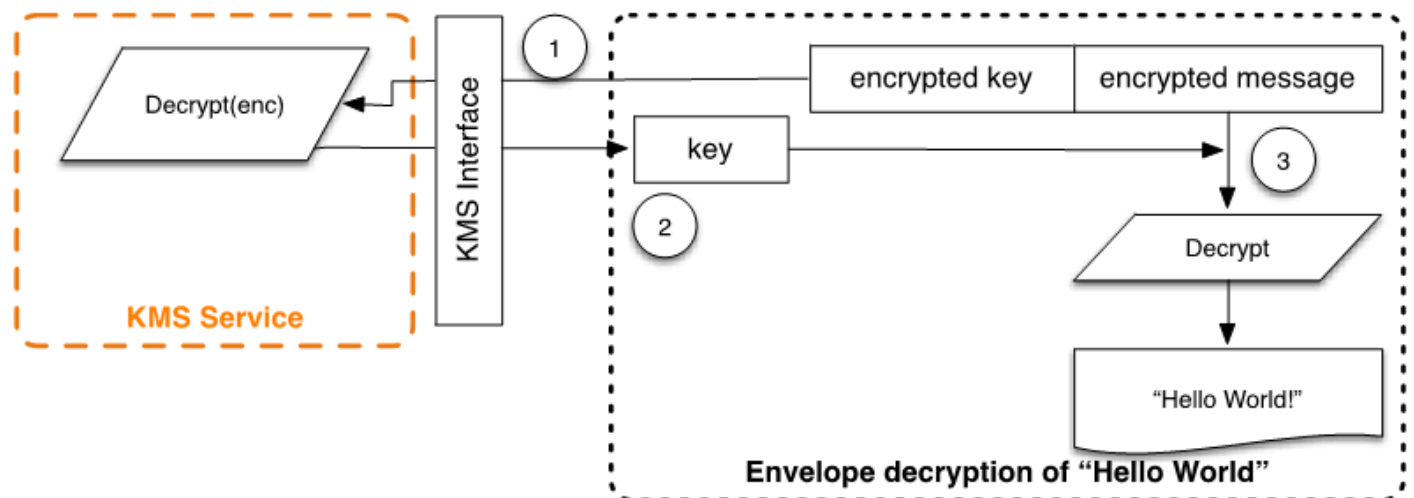 1
encrypted key
encrypted message
Decrypt(enc)
KMS Interface
key
3
2
Decrypt
KMS Service
“Hello World!”
Envelope decryption of “Hello World”